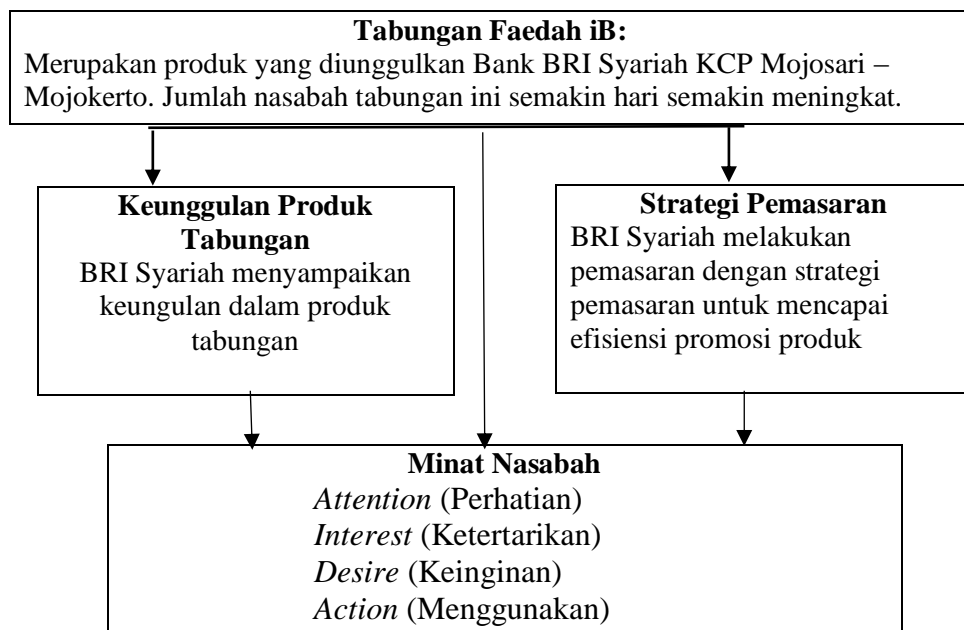 Tabungan Faedah iB:
Merupakan produk yang diunggulkan Bank BRI Syariah KCP Mojosari –
Mojokerto. Jumlah nasabah tabungan ini semakin hari semakin meningkat.
Keunggulan Produk
Tabungan
BRI Syariah menyampaikan
keungulan dalam produk
tabungan
Strategi Pemasaran
BRI Syariah melakukan
pemasaran dengan strategi
pemasaran untuk mencapai
efisiensi promosi produk
Minat Nasabah
Attention (Perhatian)
Interest (Ketertarikan)
Desire (Keinginan)
Action (Menggunakan)